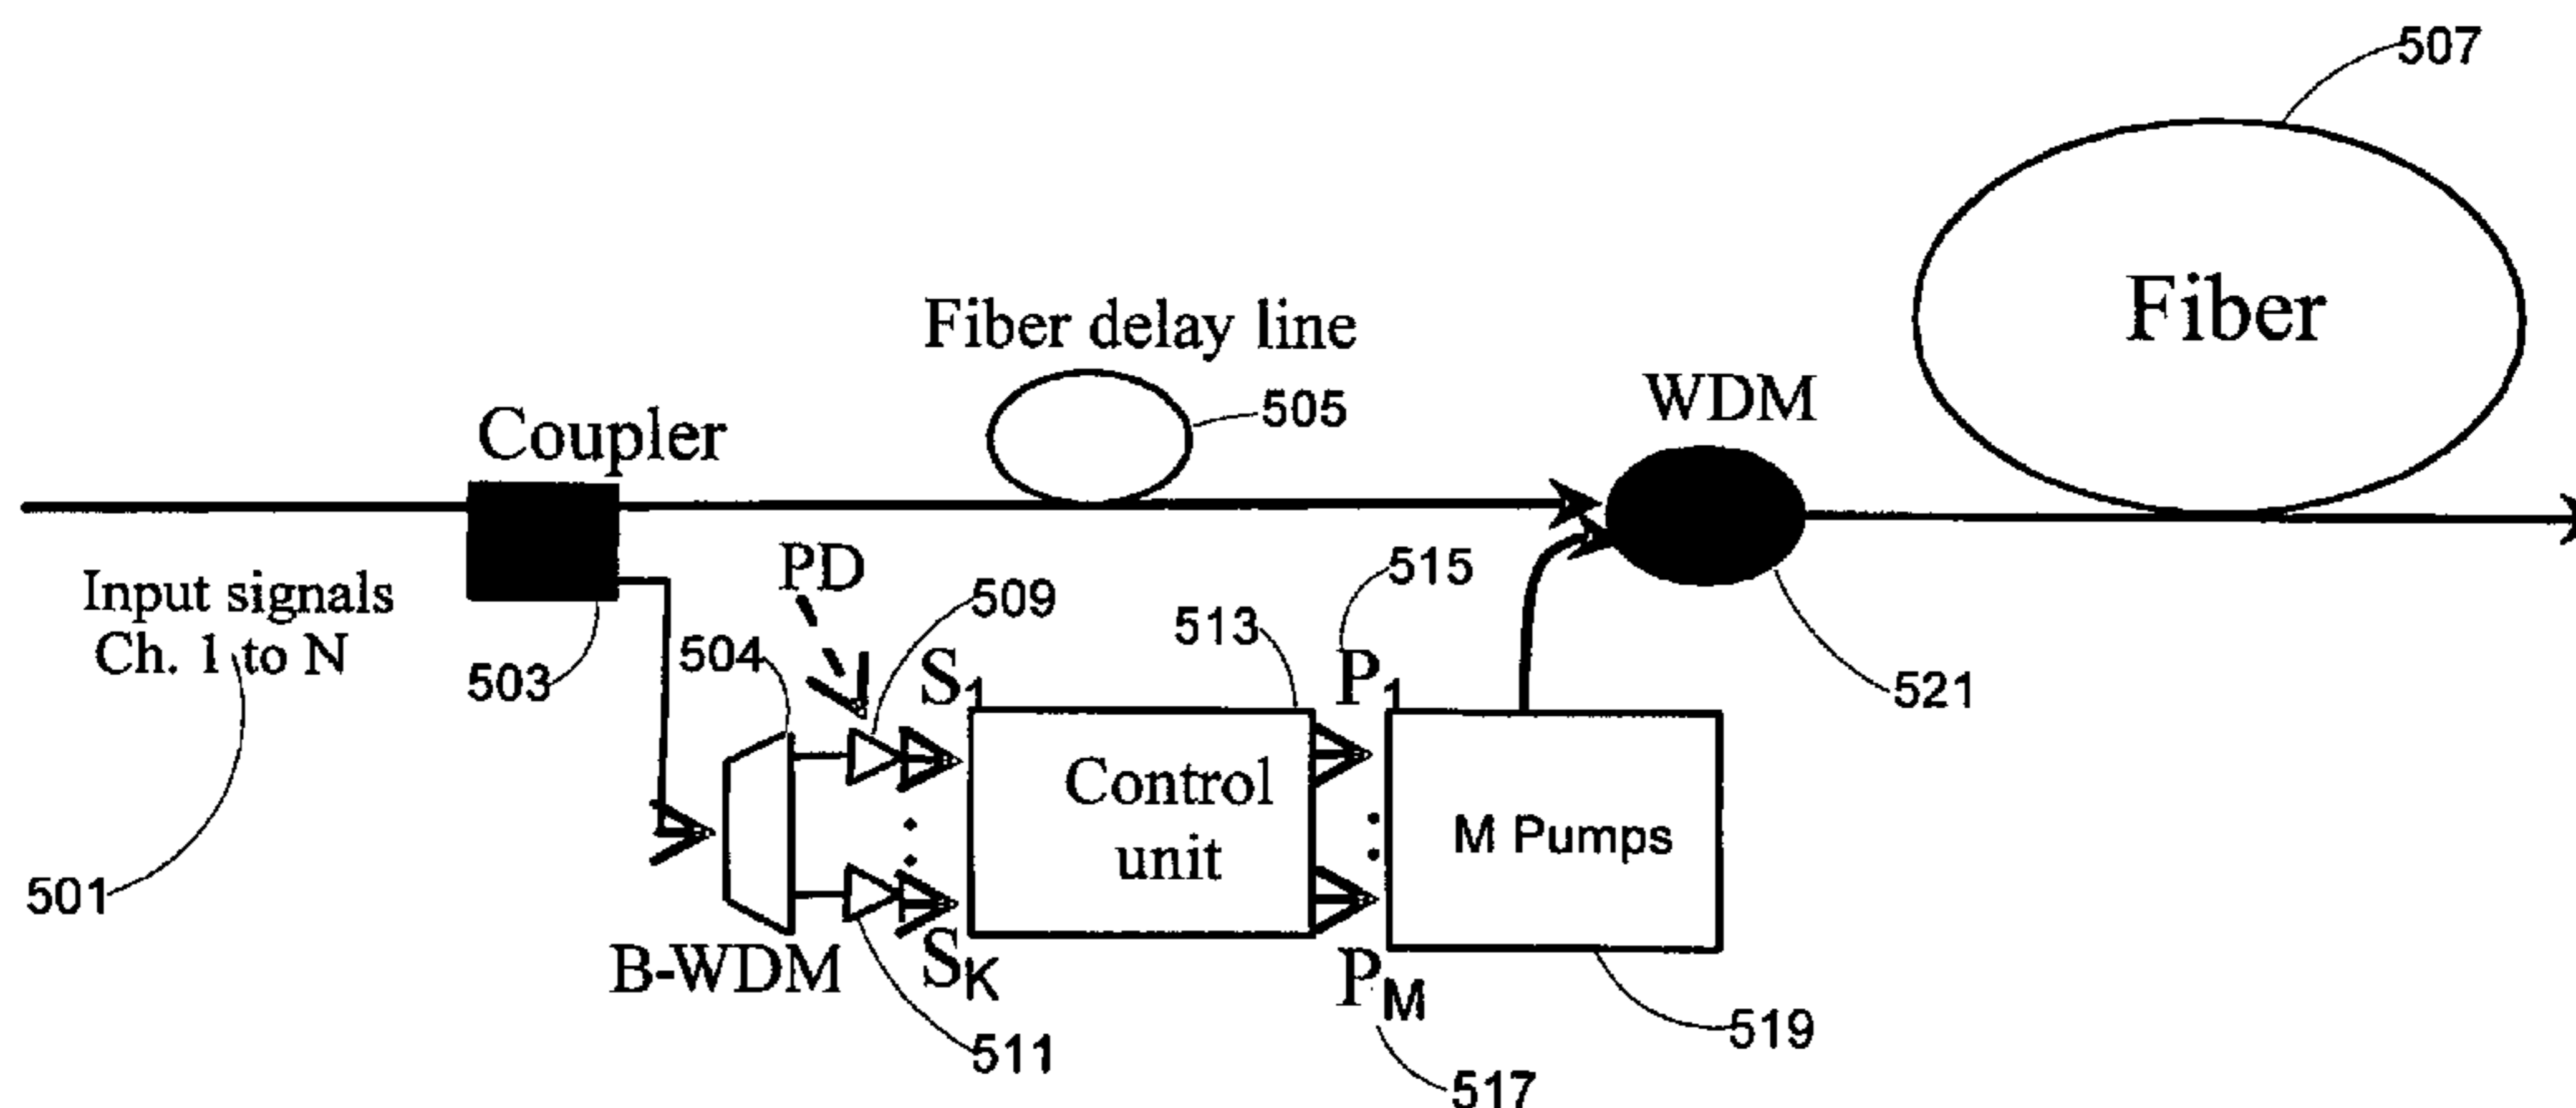 507
Fiber
Fiber delay line
505
WDM
Coupler
Input signals
Ch. 1 to N
501
503
PD
504
509
S1
513
515
P1
521
Control
unit
M Pumps
B-WDM
SK
511
PM
517
519